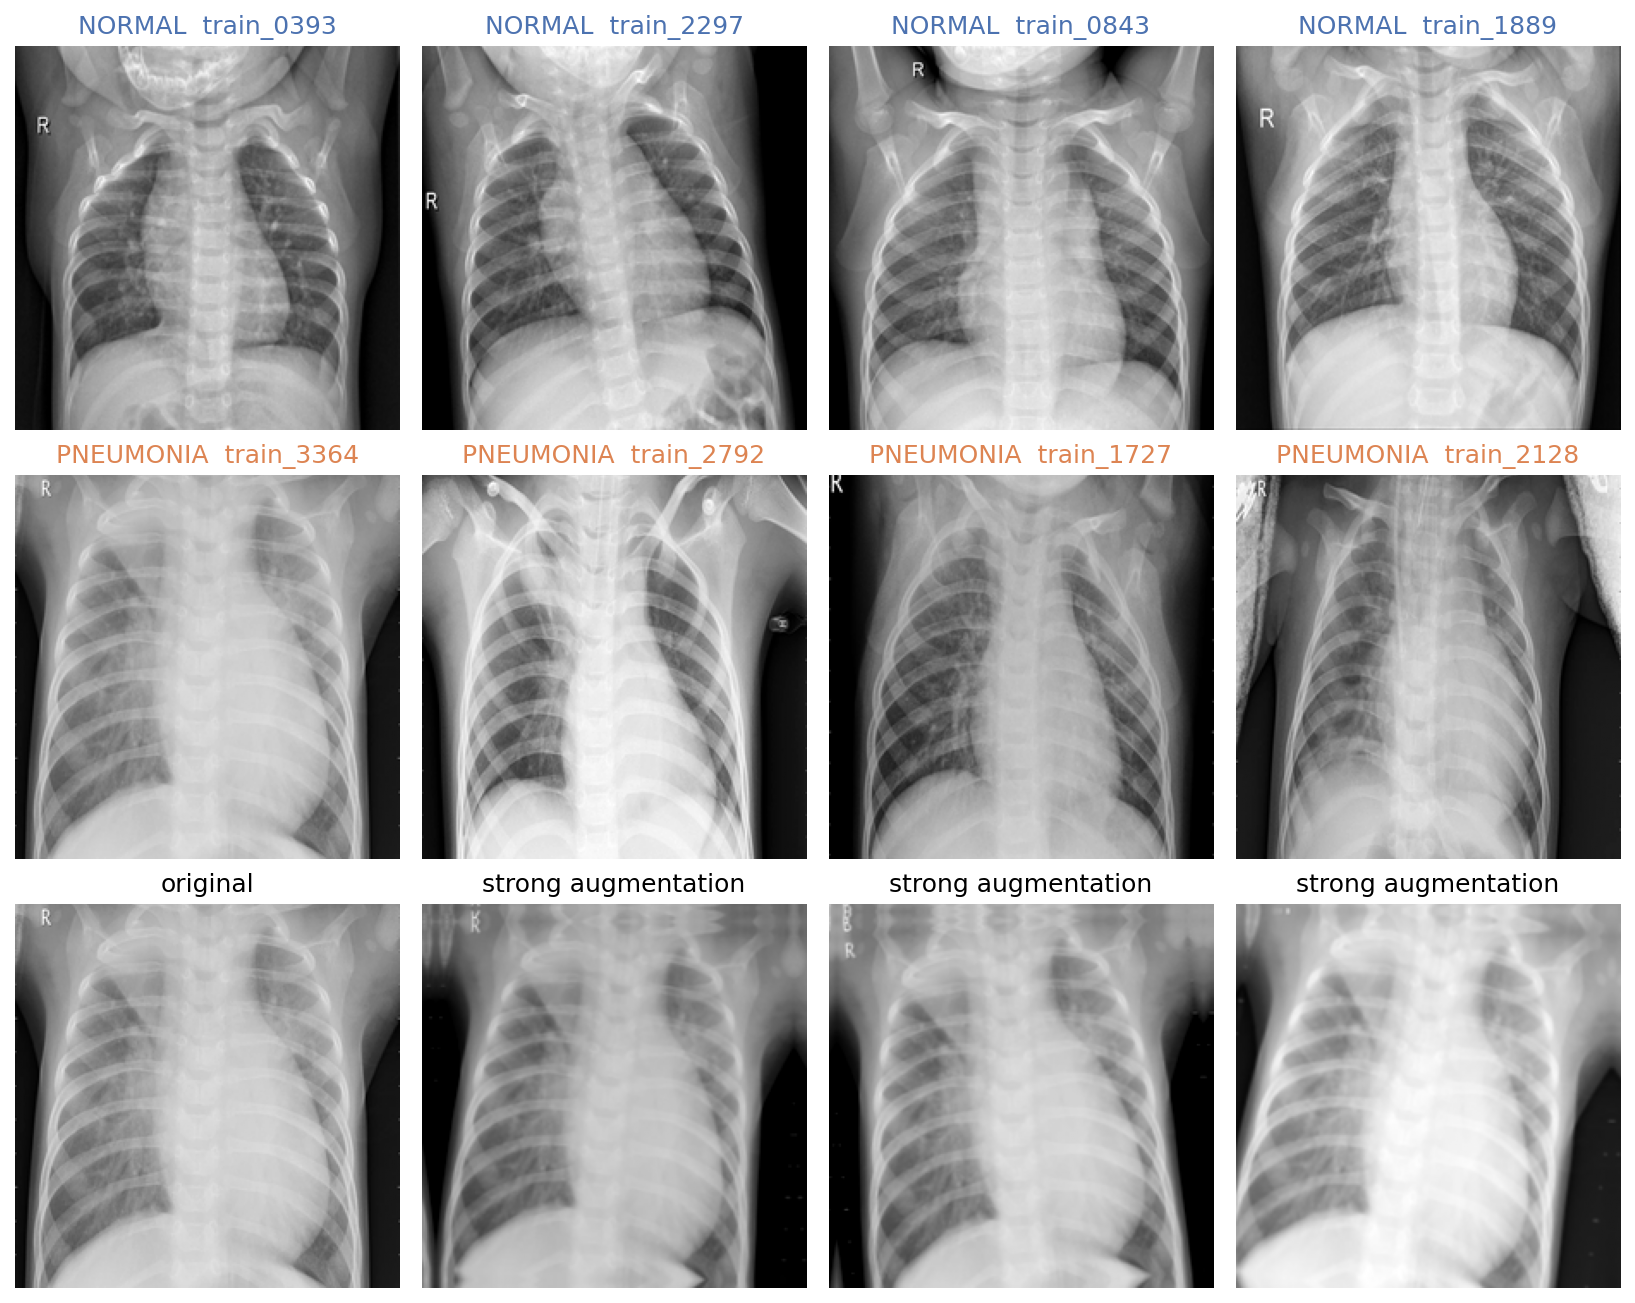 NORMAL train_0393
NORMAL train_2297
NORMAL train_0843
NORMAL train_1889
R
R
R
R
PNEUMONIA train_3364
PNEUMONIA train_2792
PNEUMONIA train_1727
PNEUMONIA train_2128
R
R
R
original
strong augmentation
strong augmentation
strong augmentation
R
R
R